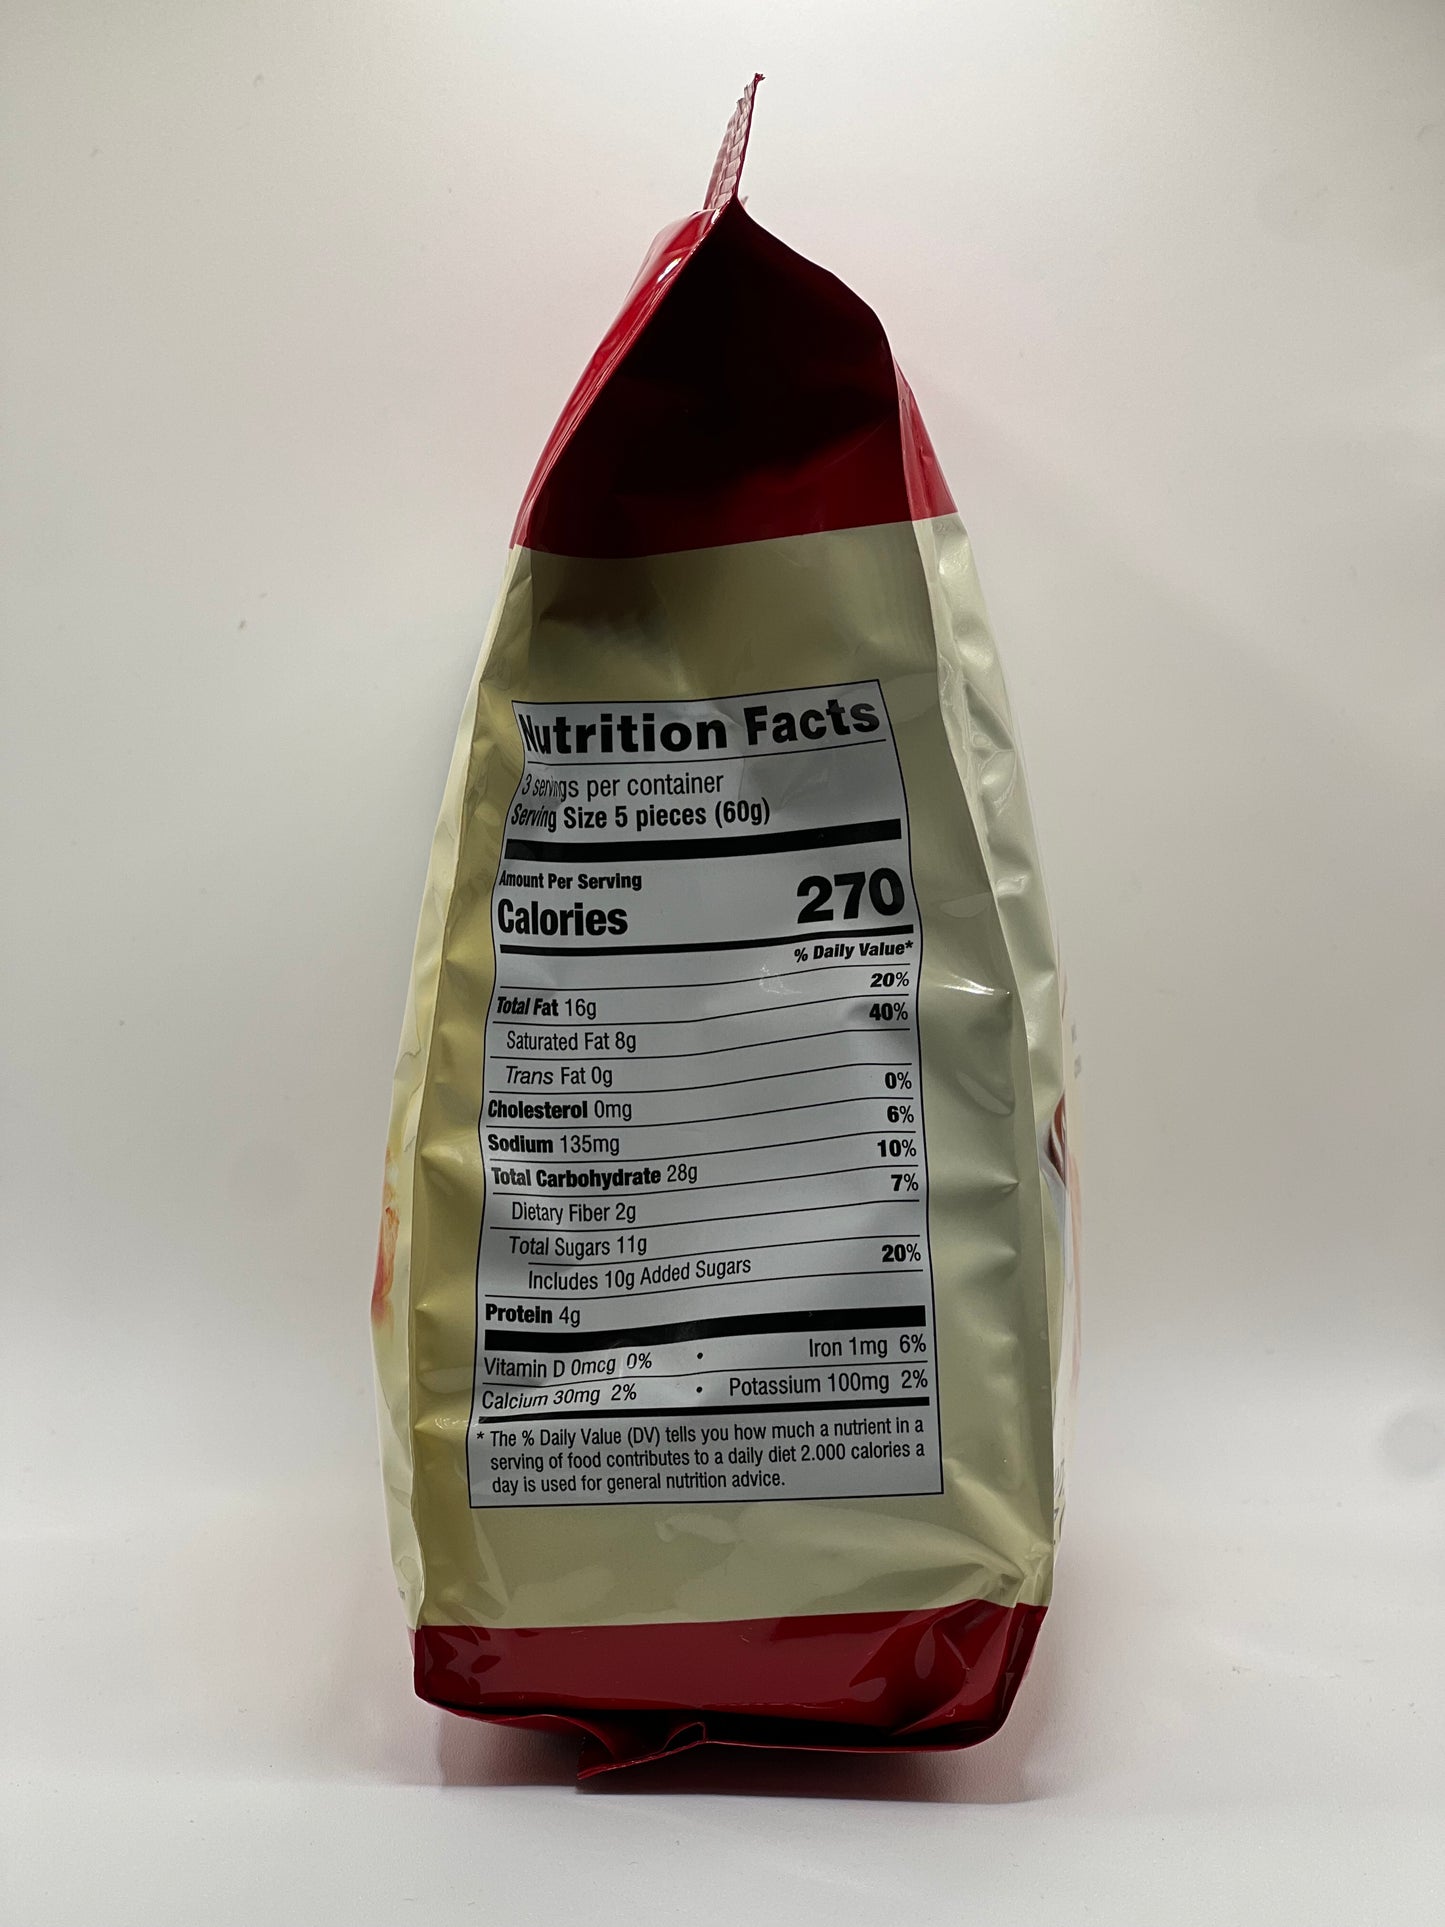 Nutrition Facts
3 servings per container
Serving Size 5 pieces (60g)
Amount Per Serving
Calories 270
% Daily Value*
Total Fat 16g 20%
Saturated Fat 8g 40%
Trans Fat 0g
Cholesterol 0mg 0%
Sodium 135mg 6%
Total Carbohydrate 28g 10%
Dietary Fiber 2g 7%
Total Sugars 11g
Includes 10g Added Sugars 20%
Protein 4g
Vitamin D 0mcg 0% • Iron 1mg 6%
Calcium 30mg 2% • Potassium 100mg 2%
* The % Daily Value (DV) tells you how much a nutrient in a
serving of food contributes to a daily diet 2.000 calories a
day is used for general nutrition advice.